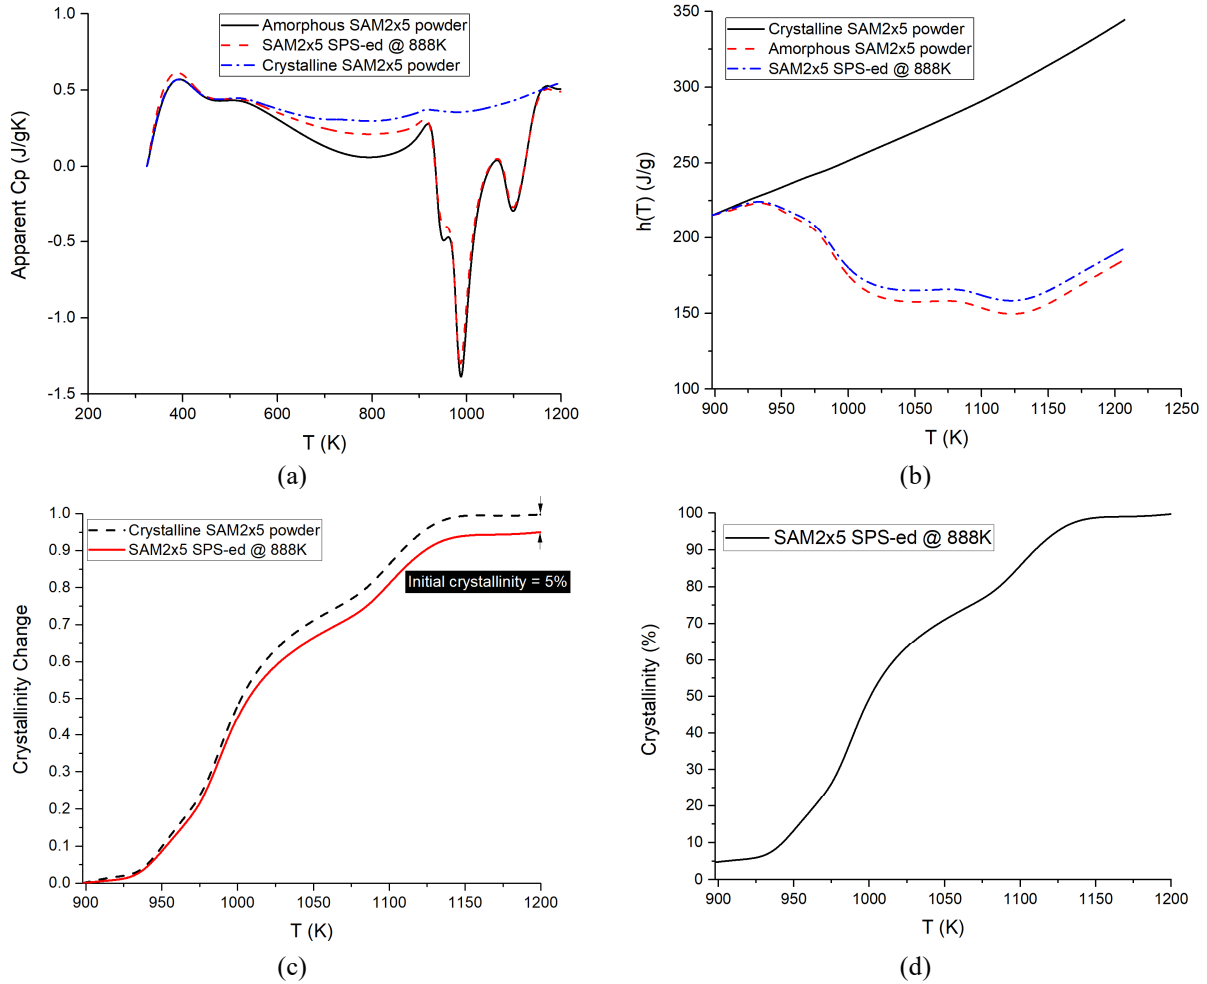 1.0
0.5
0.0
-0.5
-1.0
-1.5
Apparent Cp (J/gK)
Amorphous SAM2x5 powder
SAM2x5 SPS-ed @ 888K
Crystalline SAM2x5 powder
200 400 600 800 1000 1200
T (K)
(a)
350
300
250
200
150
100
h(T) (J/g)
Crystalline SAM2x5 powder
Amorphous SAM2x5 powder
SAM2x5 SPS-ed @ 888K
900 950 1000 1050 1100 1150 1200 1250
T (K)
(b)
1.0
0.9
0.8
0.7
0.6
0.5
0.4
0.3
0.2
0.1
0.0
Crystallinity Change
Crystalline SAM2x5 powder
SAM2x5 SPS-ed @ 888K
Initial crystallinity = 5%
900 950 1000 1050 1100 1150 1200
T (K)
(c)
100
90
80
70
60
50
40
30
20
10
0
Crystallinity (%)
SAM2x5 SPS-ed @ 888K
900 950 1000 1050 1100 1150 1200
T (K)
(d)